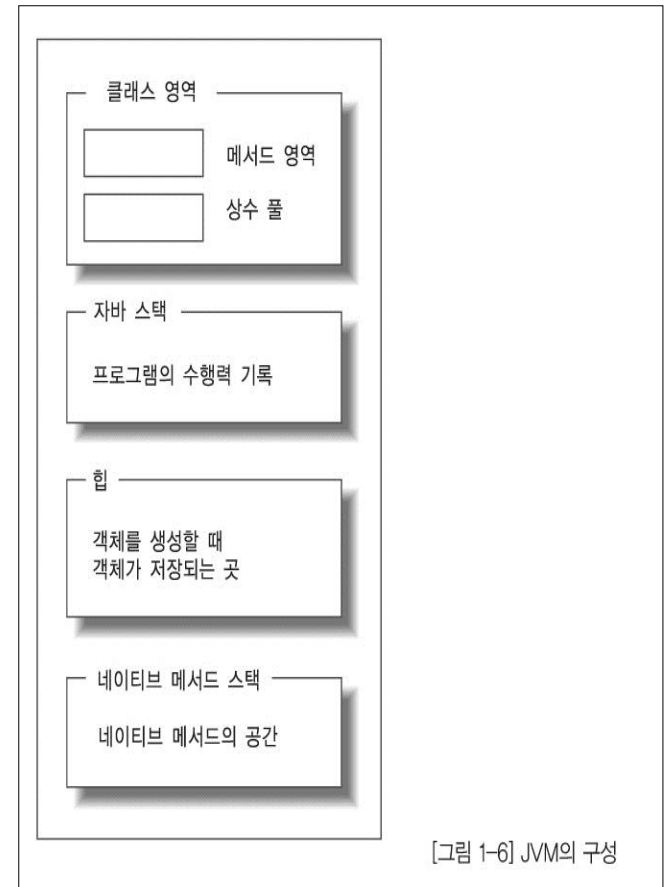 클래스 영역
메서드 영역
상수 풀
자바 스택
프로그램의 수행력 기록
힙
객체를 생성할 때
객체가 저장되는 곳
네이티브 메서드 스택
네이티브 메서드의 공간
[그림 1-6] JVM의 구성